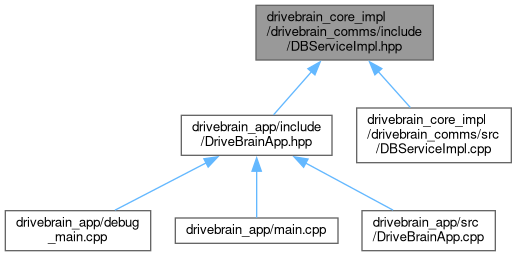 drivebrain_core_impl
/drivebrain_comms/include
/DBServiceImpl.hpp
drivebrain_app/include
/DriveBrainApp.hpp
drivebrain_core_impl
/drivebrain_comms/src
/DBServiceImpl.cpp
drivebrain_app/debug
_main.cpp
drivebrain_app/main.cpp
drivebrain_app/src
/DriveBrainApp.cpp